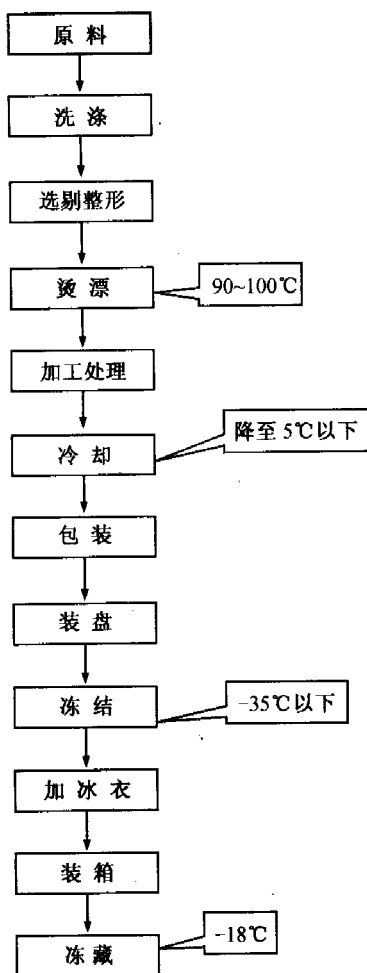 原料
洗涤
选剔整形
烫漂
90~100℃
加工处理
降至5℃以下
冷却
包装
装盘
冻结
-35℃以下
加冰衣
装箱
-18℃
冻藏